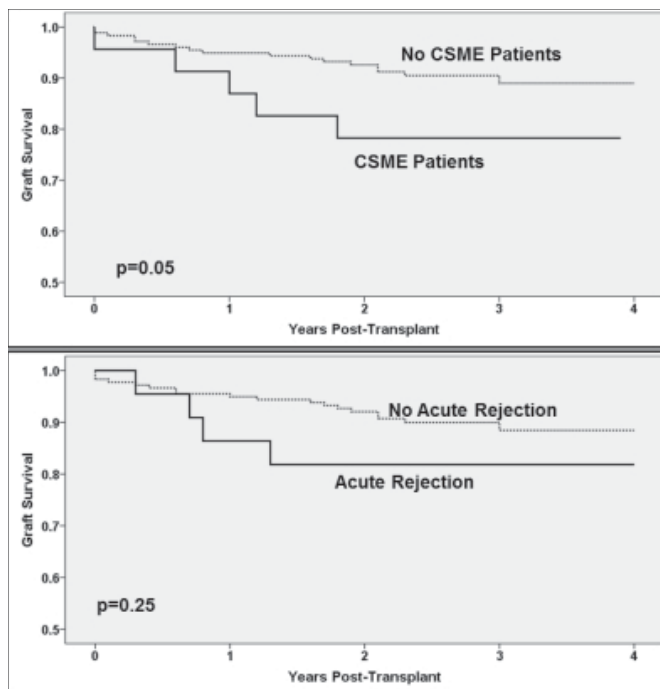 1.0
No CSME Patients
0.9
0.8
CSME Patients
Graft Survival
0.7
0.6
p=0.05
0.5
0 1 2 3 4
Years Post-Transplant
1.0
No Acute Rejection
0.9
0.8
Acute Rejection
Graft Survival
0.7
0.6
p=0.25
0.5
0 1 2 3 4
Years Post-Transplant